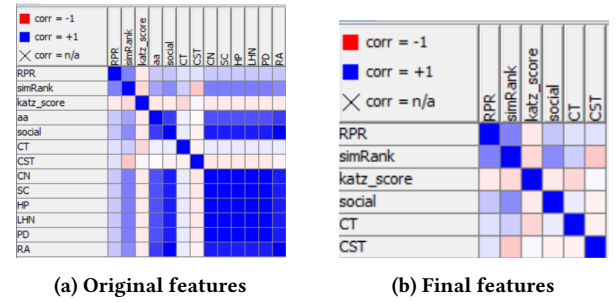 corr = -1
corr = +1
corr = n/a
RPR
simRank
katz_score
aa
social
CT
CST
CN
SC
HP
LHN
PD
RA
RPR
simRank
katz_score
aa
social
CT
CST
CN
SC
HP
LHN
PD
RA
(a) Original features
corr = -1
corr = +1
corr = n/a
RPR
simRank
katz_score
social
CT
CST
RPR
simRank
katz_score
social
CT
CST
(b) Final features